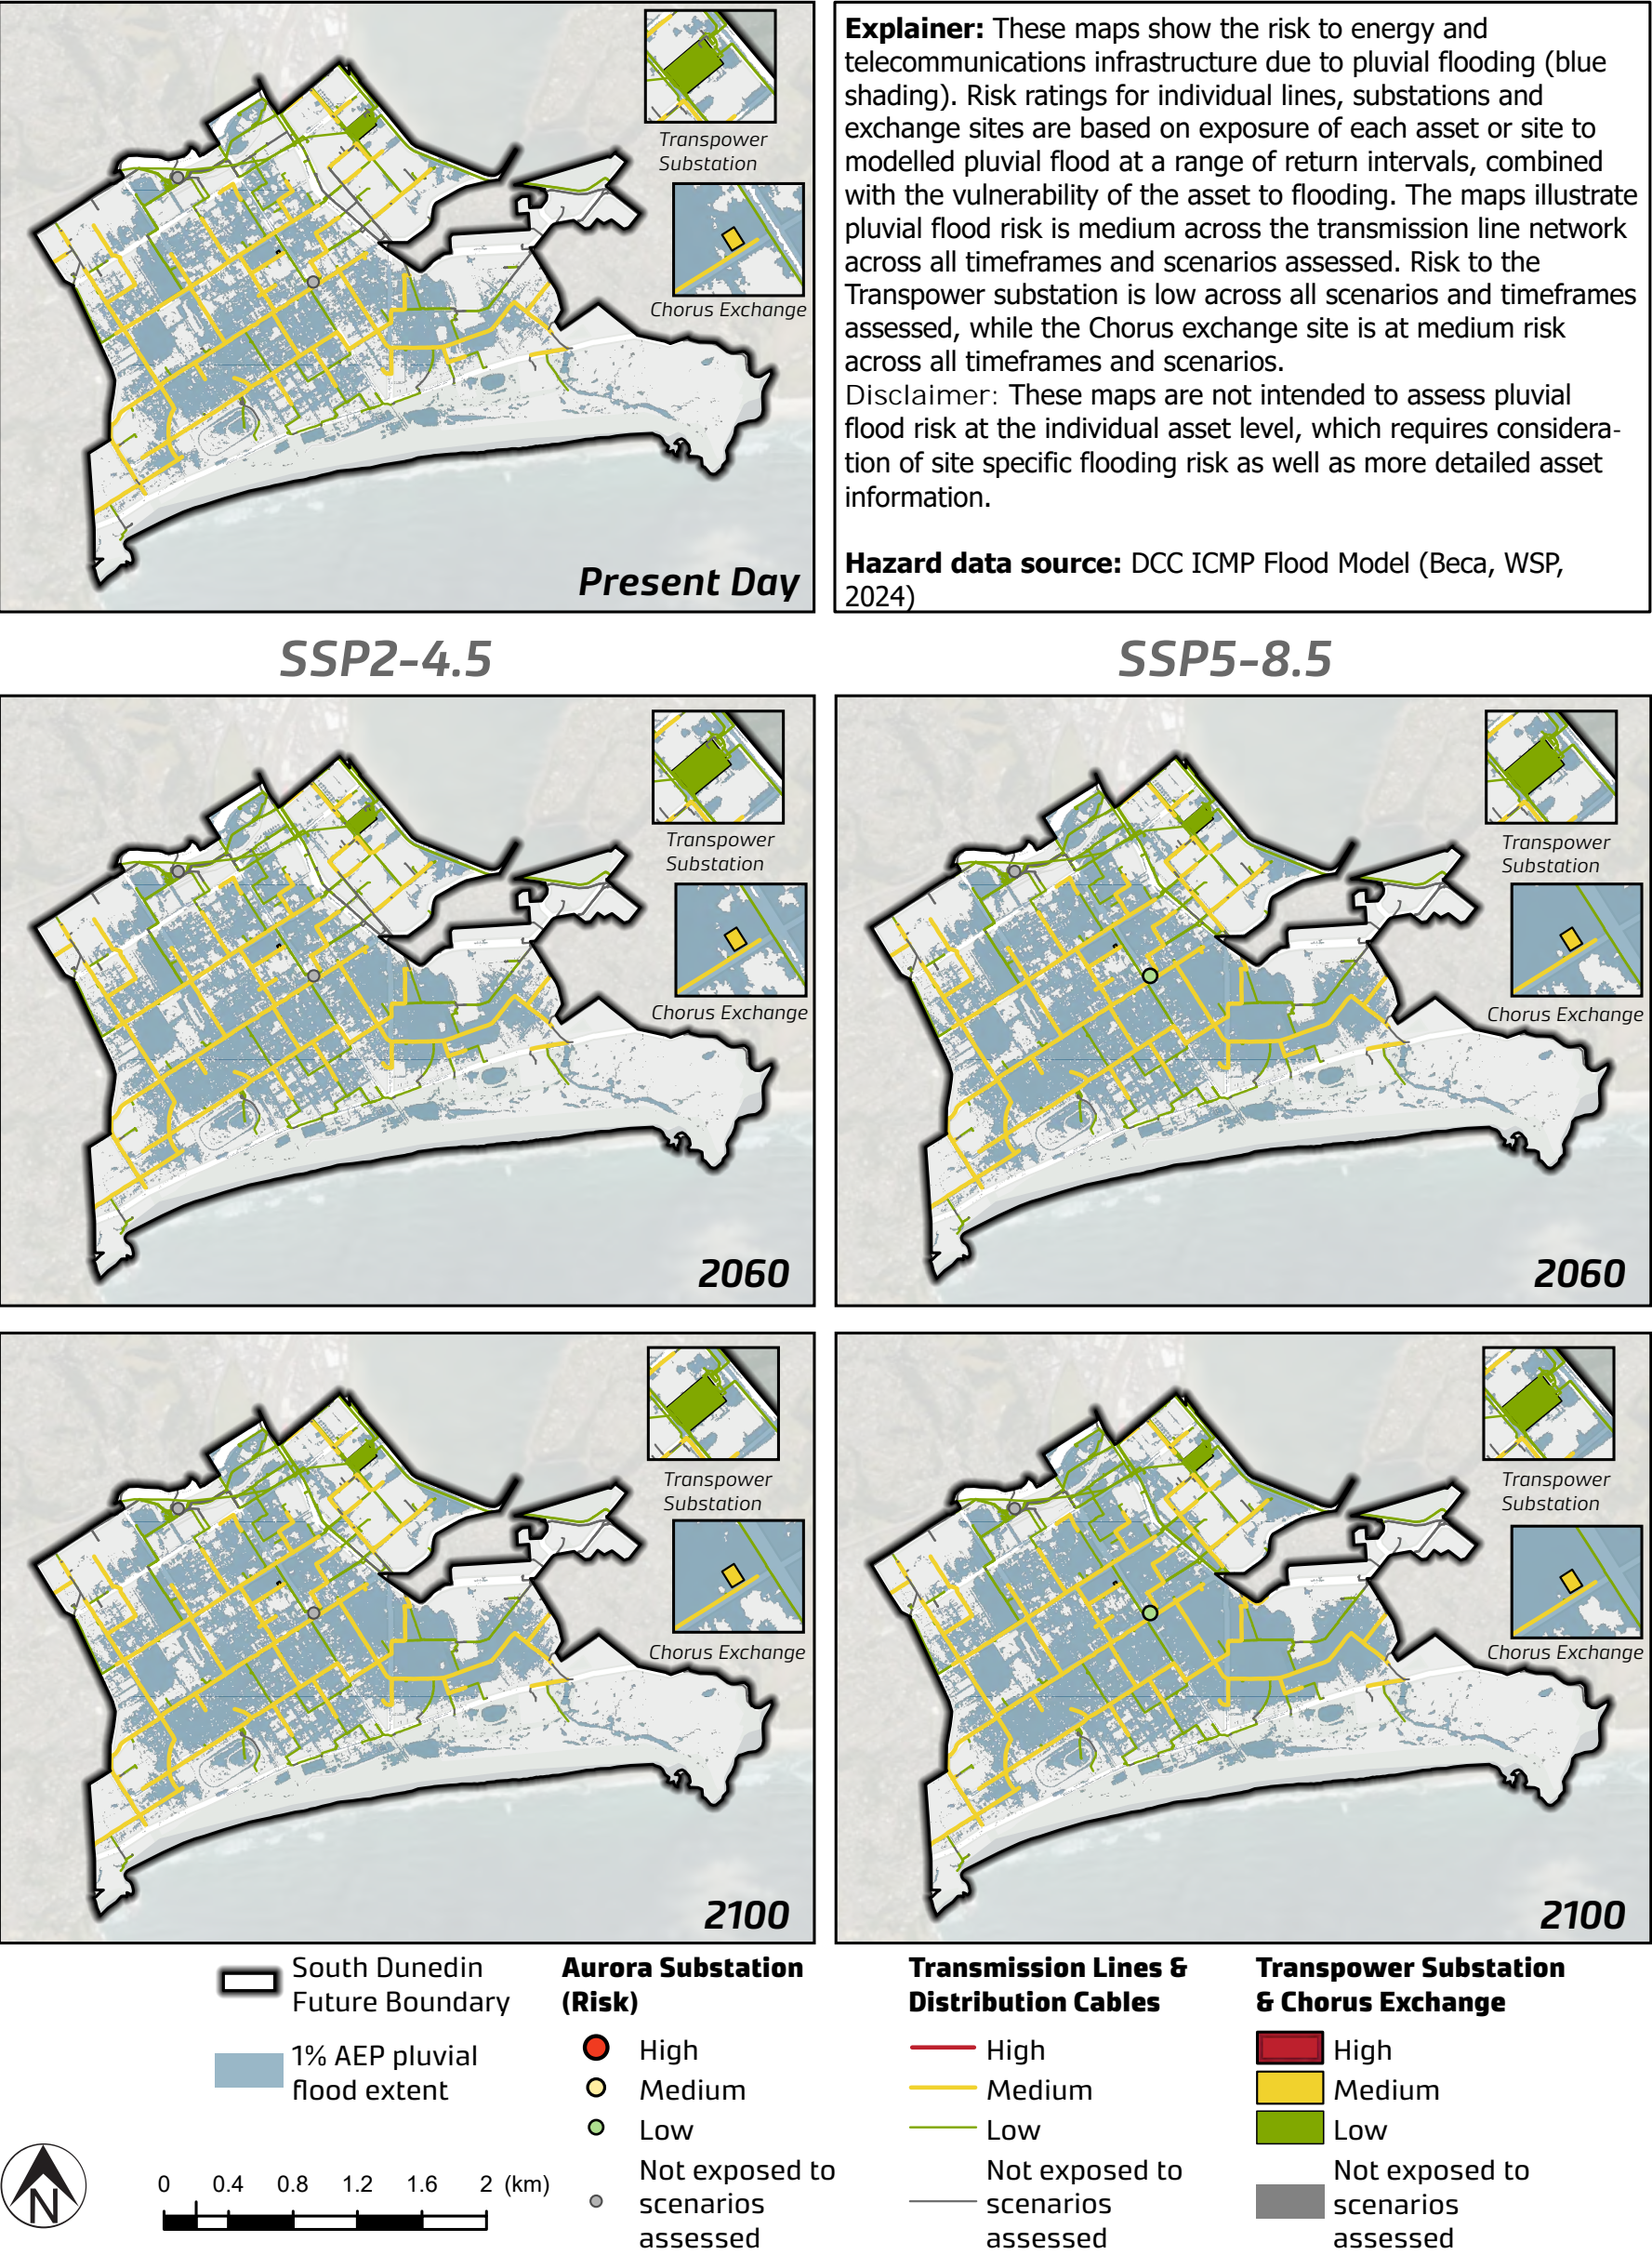 Transpower
Substation
Chorus Exchange
Present Day
Explainer: These maps show the risk to energy and
telecommunications infrastructure due to pluvial flooding (blue
shading). Risk ratings for individual lines, substations and
exchange sites are based on exposure of each asset or site to
modelled pluvial flood at a range of return intervals, combined
with the vulnerability of the asset to flooding. The maps illustrate
pluvial flood risk is medium across the transmission line network
across all timeframes and scenarios assessed. Risk to the
Transpower substation is low across all scenarios and timeframes
assessed, while the Chorus exchange site is at medium risk
across all timeframes and scenarios.
Disclaimer: These maps are not intended to assess pluvial
flood risk at the individual asset level, which requires considera-
tion of site specific flooding risk as well as more detailed asset
information.
Hazard data source: DCC ICMP Flood Model (Beca, WSP,
2024)
SSP2-4.5
SSP5-8.5
Transpower
Substation
Chorus Exchange
2060
Transpower
Substation
Chorus Exchange
2060
Transpower
Substation
Chorus Exchange
2100
Transpower
Substation
Chorus Exchange
2100
South Dunedin
Future Boundary
1% AEP pluvial
flood extent
N
0 0.4 0.8 1.2 1.6 2 (km)
Aurora Substation
(Risk)
High
Medium
Low
Not exposed to
scenarios
assessed
Transmission Lines &
Distribution Cables
High
Medium
Low
Not exposed to
scenarios
assessed
Transpower Substation
& Chorus Exchange
High
Medium
Low
Not exposed to
scenarios
assessed